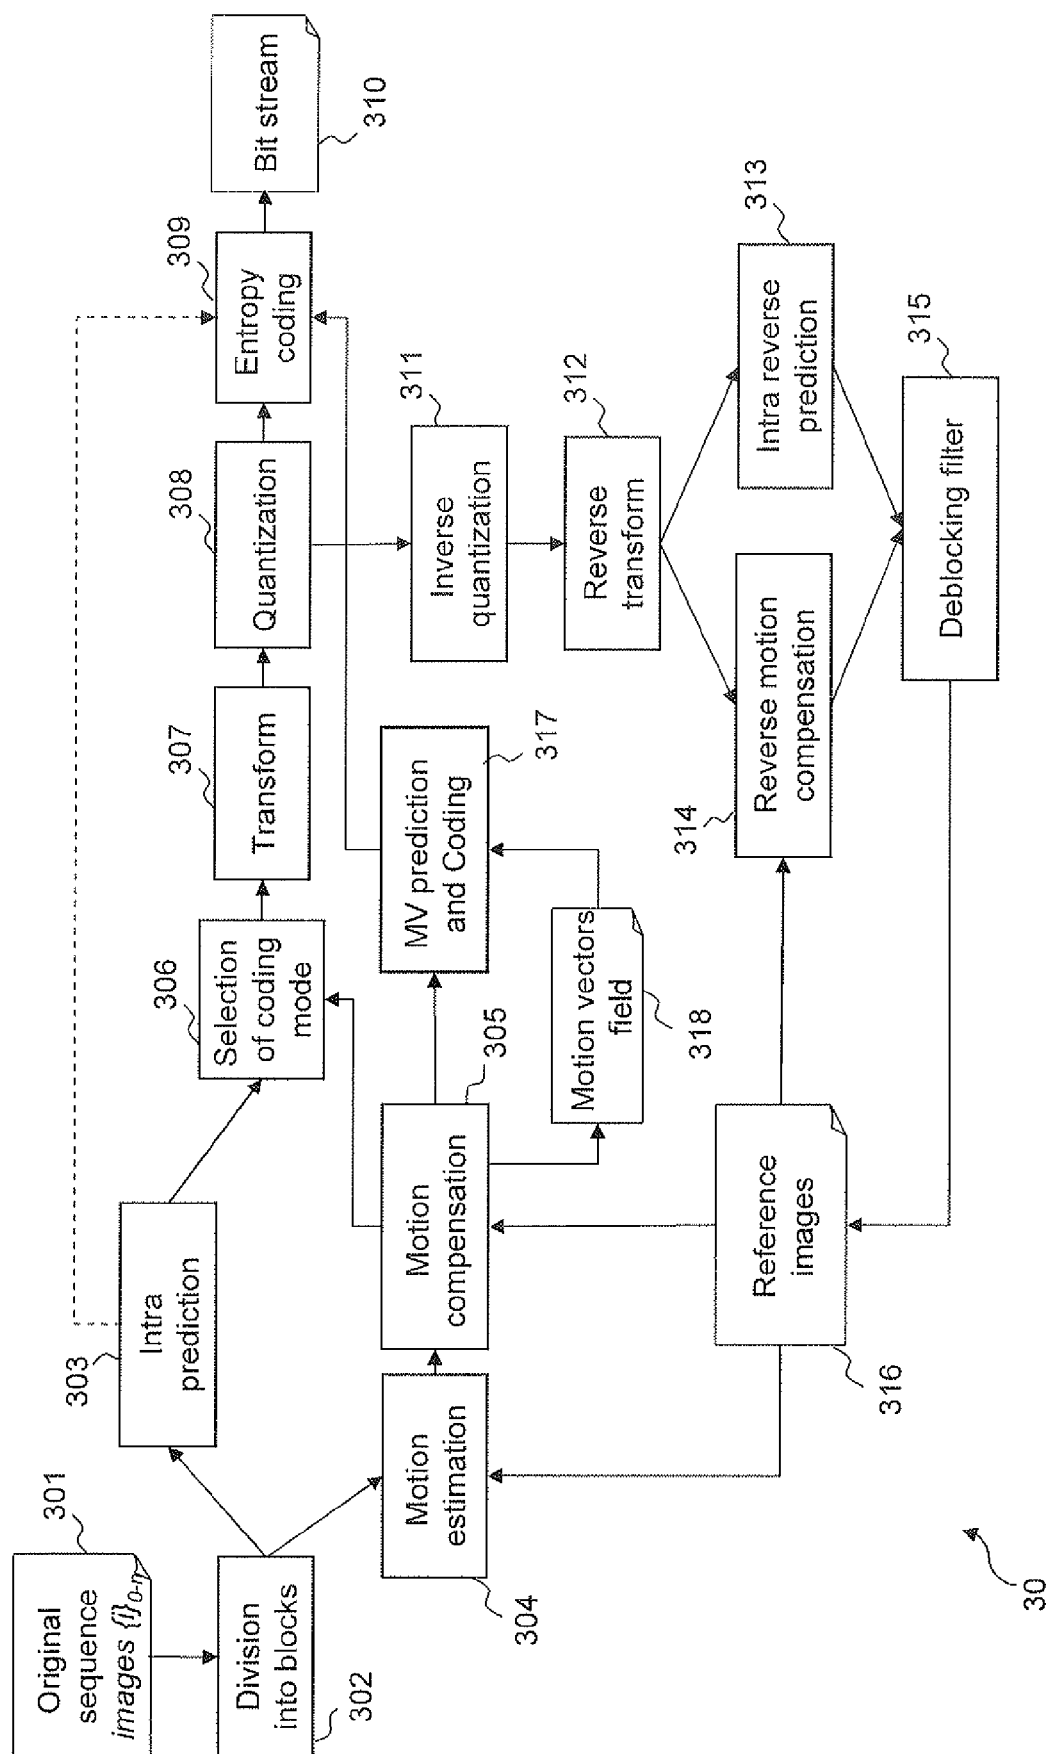 301
Original
sequence
images {I}0-n
302
Division
into blocks
303
Intra
prediction
304
Motion
estimation
305
Motion
compensation
306
Selection
of coding
mode
307
Transform
308
Quantization
309
Entropy
coding
310
Bit stream
317
MV prediction
and Coding
318
Motion vectors
field
311
Inverse
quantization
312
Reverse
transform
313
Intra reverse
prediction
314
Reverse motion
compensation
315
Deblocking filter
316
Reference
images
30